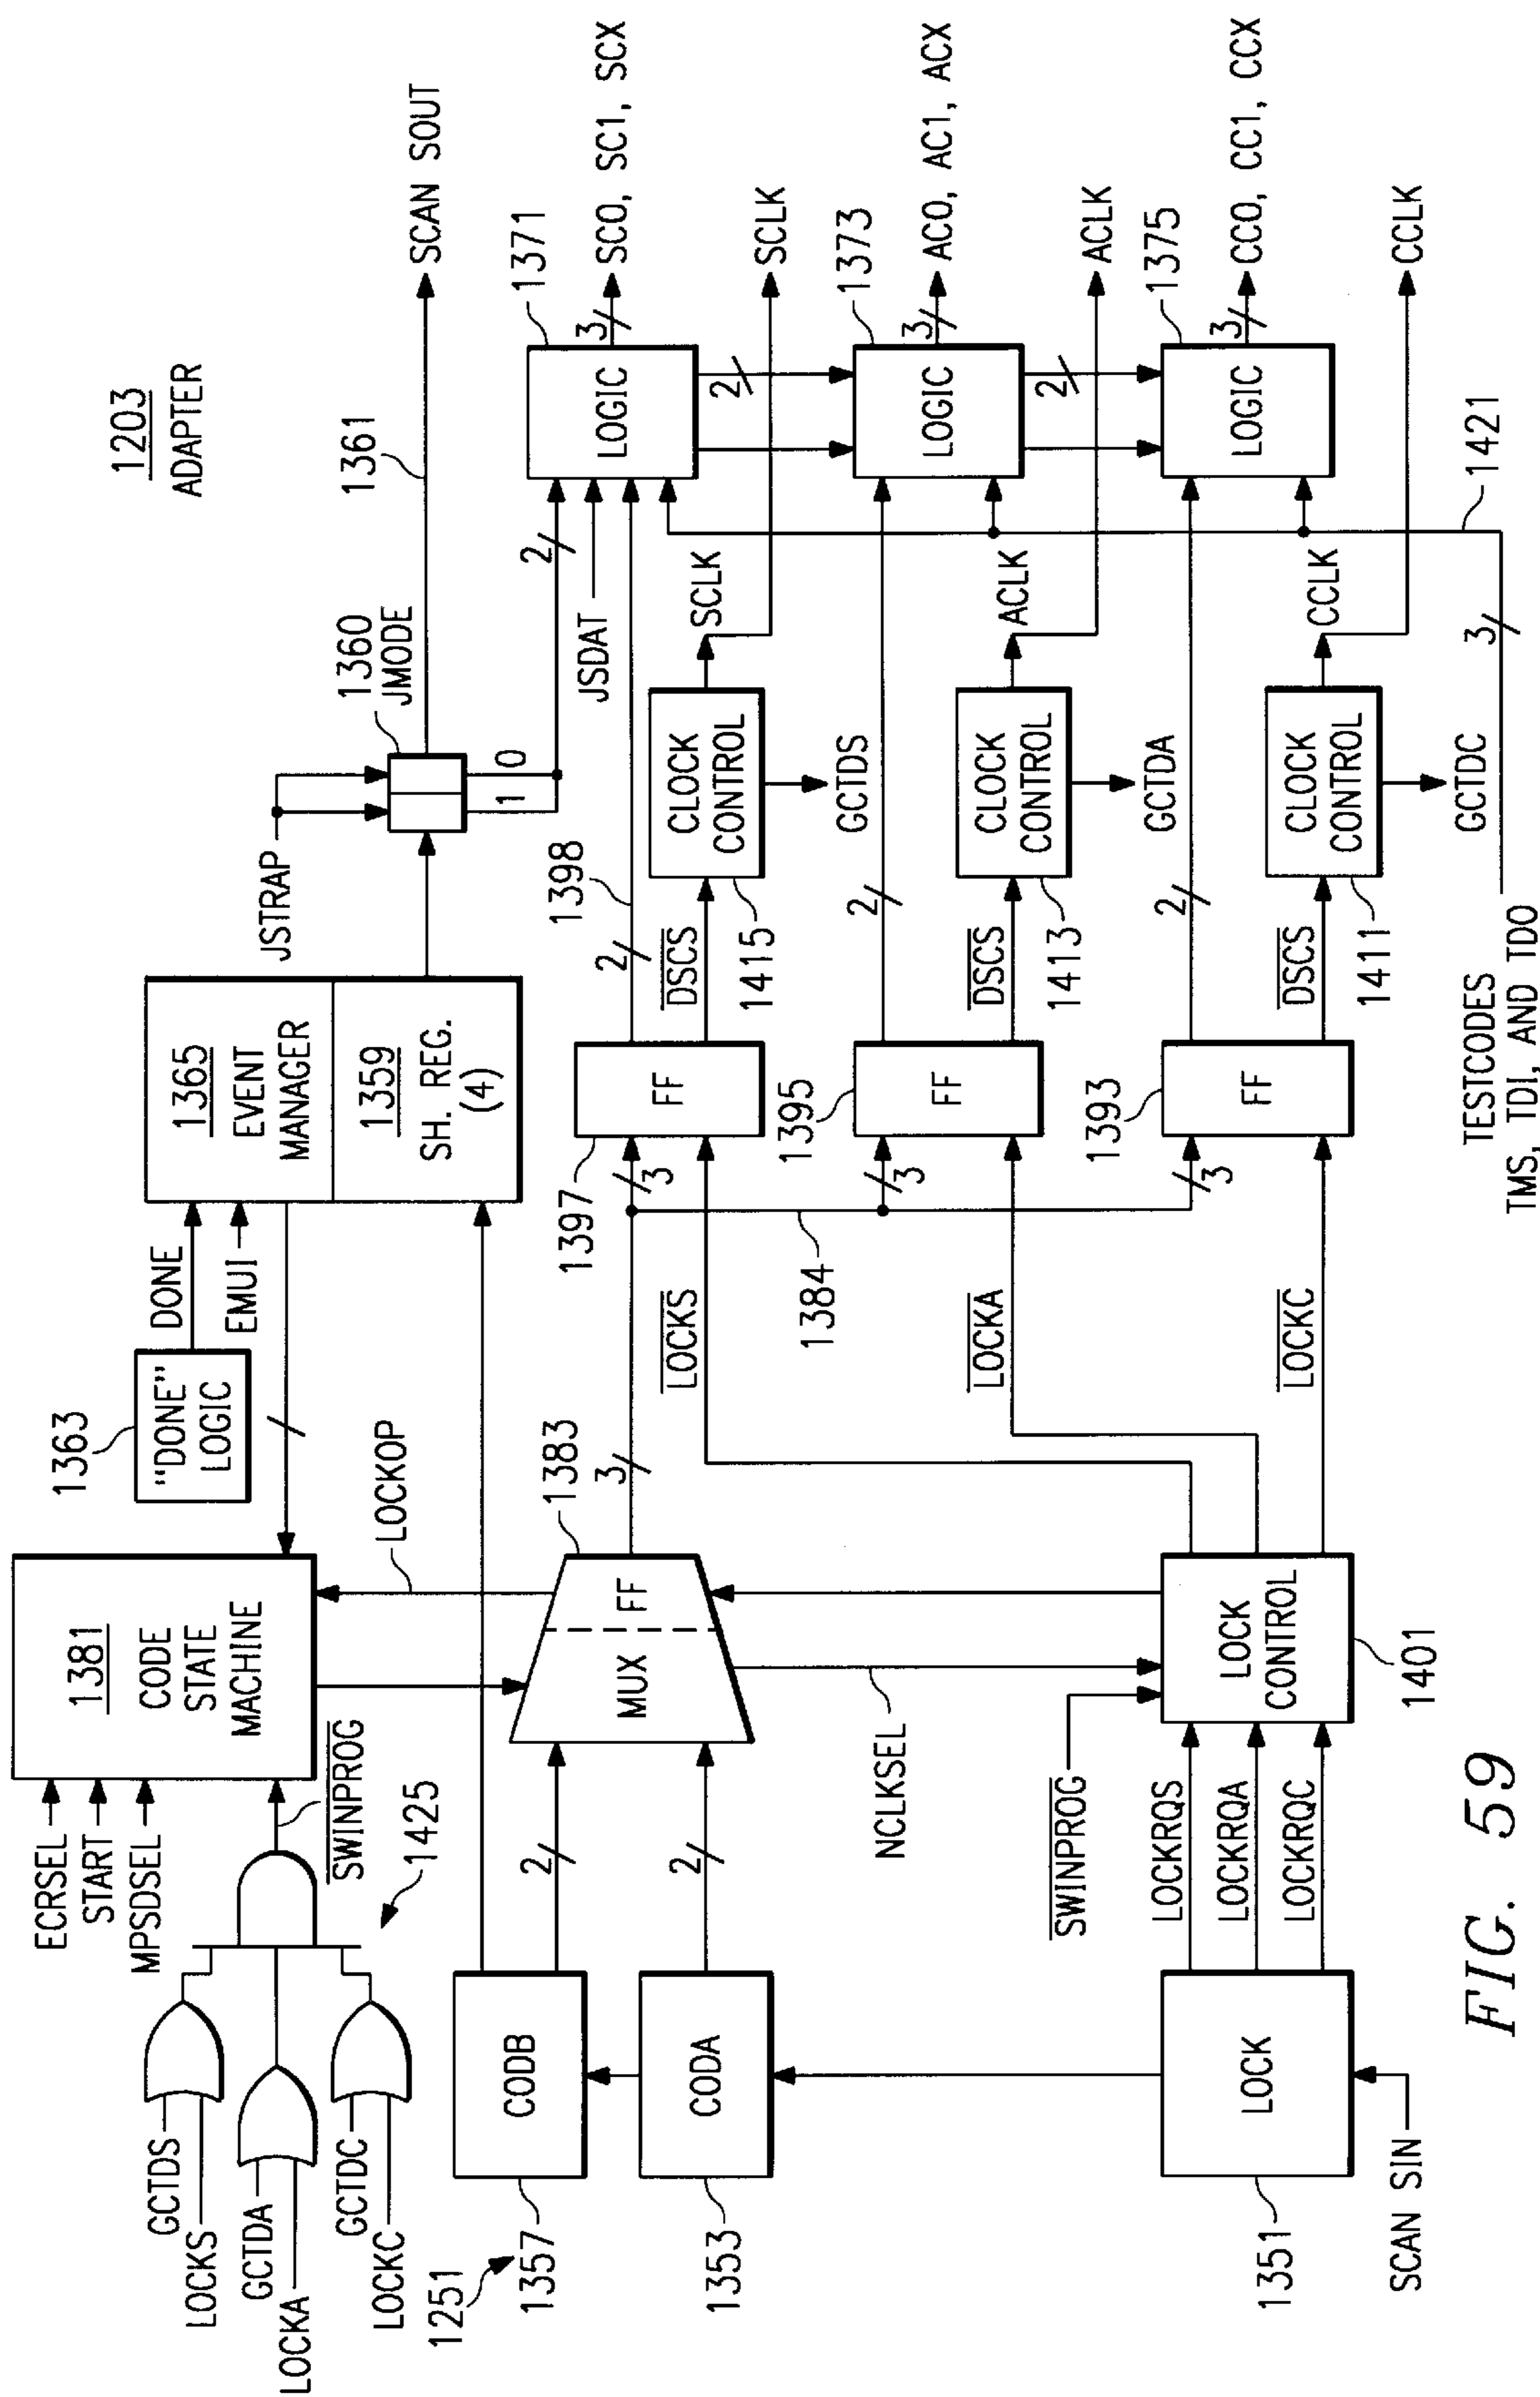 1203
ADAPTER
ECRSEL
START
MPSDSEL
1381
CODE
STATE
MACHINE
SWINPROG
1425
GCTDS
LOCKS
GCTDA
LOCKA
GCTDC
LOCKC
1363
"DONE"
LOGIC
DONE
EMUI
1365
EVENT
MANAGER
1359
SH. REG.
(4)
JSTRAP
1360
JMODE
1 0
1361
SCAN SOUT
LOCKOP
1251
1357
CODB
2
1353
CODA
2
MUX
FF
1383
3
NCLKSEL
SWINPROG
1351
LOCK
SCAN SIN
LOCKRQS
LOCKRQA
LOCKRQC
LOCK
CONTROL
1401
LOCKS
LOCKA
LOCKC
1384
1397
3
FF
1395
3
FF
1393
3
FF
1398
2
DSCS
1415
CLOCK
CONTROL
SCLK
GCTDS
2
DSCS
1413
CLOCK
CONTROL
ACLK
GCTDA
2
DSCS
1411
CLOCK
CONTROL
CCLK
GCTDC
2
JSDAT
1371
LOGIC
3
SC0, SC1, SCX
SCLK
2
1373
LOGIC
3
AC0, AC1, ACX
ACLK
2
1375
LOGIC
3
CC0, CC1, CCX
CCLK
1421
3
TESTCODES
TMS, TDI, AND TDO
FIG. 59